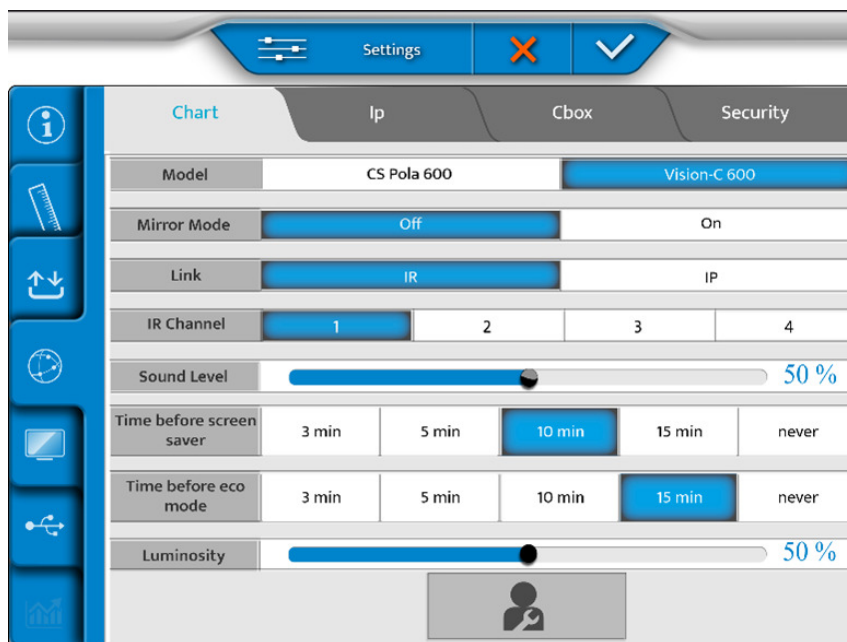 Settings
Chart Ip Cbox Security
Model CS Pola 600 Vision-C 600
Mirror Mode Off On
Link IR IP
IR Channel 1 2 3 4
Sound Level 50 %
Time before screen
saver 3 min 5 min 10 min 15 min never
Time before eco
mode 3 min 5 min 10 min 15 min never
Luminosity 50 %